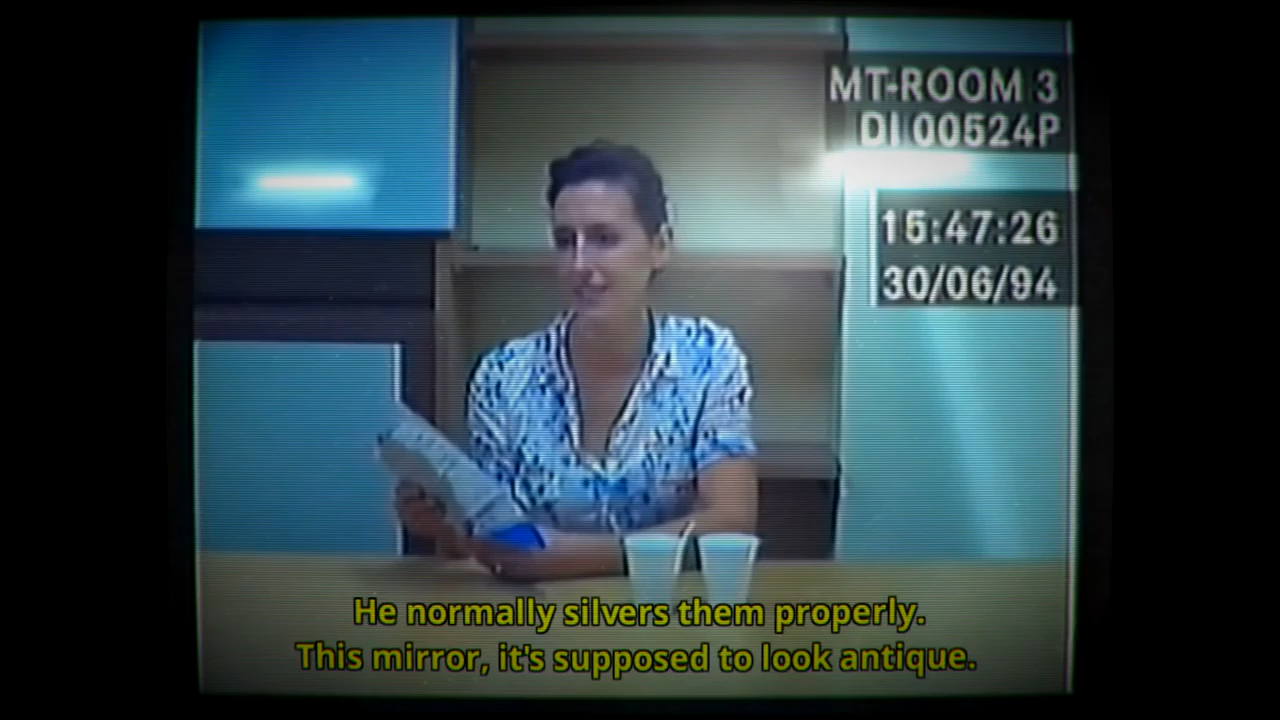 MT-ROOM 3
DI 00524P
15:47:26
30/06/94
He normally silvers them properly.
This mirror, it's supposed to look antique.